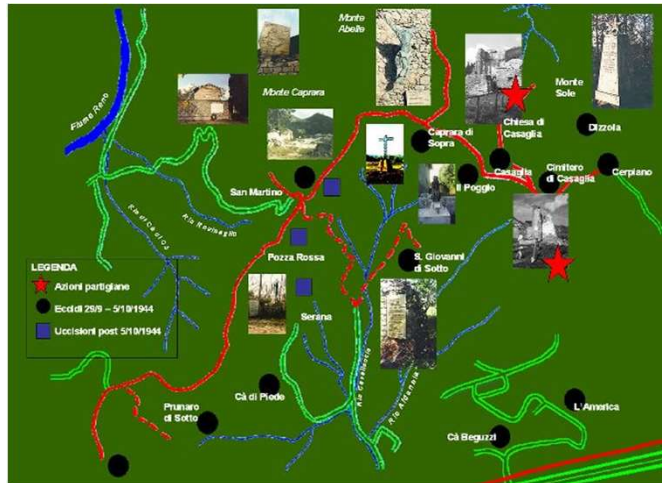 Monte
Abelle
Monte Caprara
Fiume Reno
Monte
Sole
Chiesa di
Casaglia
Dizzola
Caprara di
Sopra
Casaglia
Cimitero
di Casaglia
Cerpiano
Il Poggio
San Martino
Pozza Rossa
S. Giovanni
di Sotto
LEGENDA
Azioni partigiane
Eccidi 29/9 – 5/10/1944
Uccisioni post 5/10/1944
Serana
Cà di Piede
Prunaro
di Sotto
L'America
Cà Beguzzi